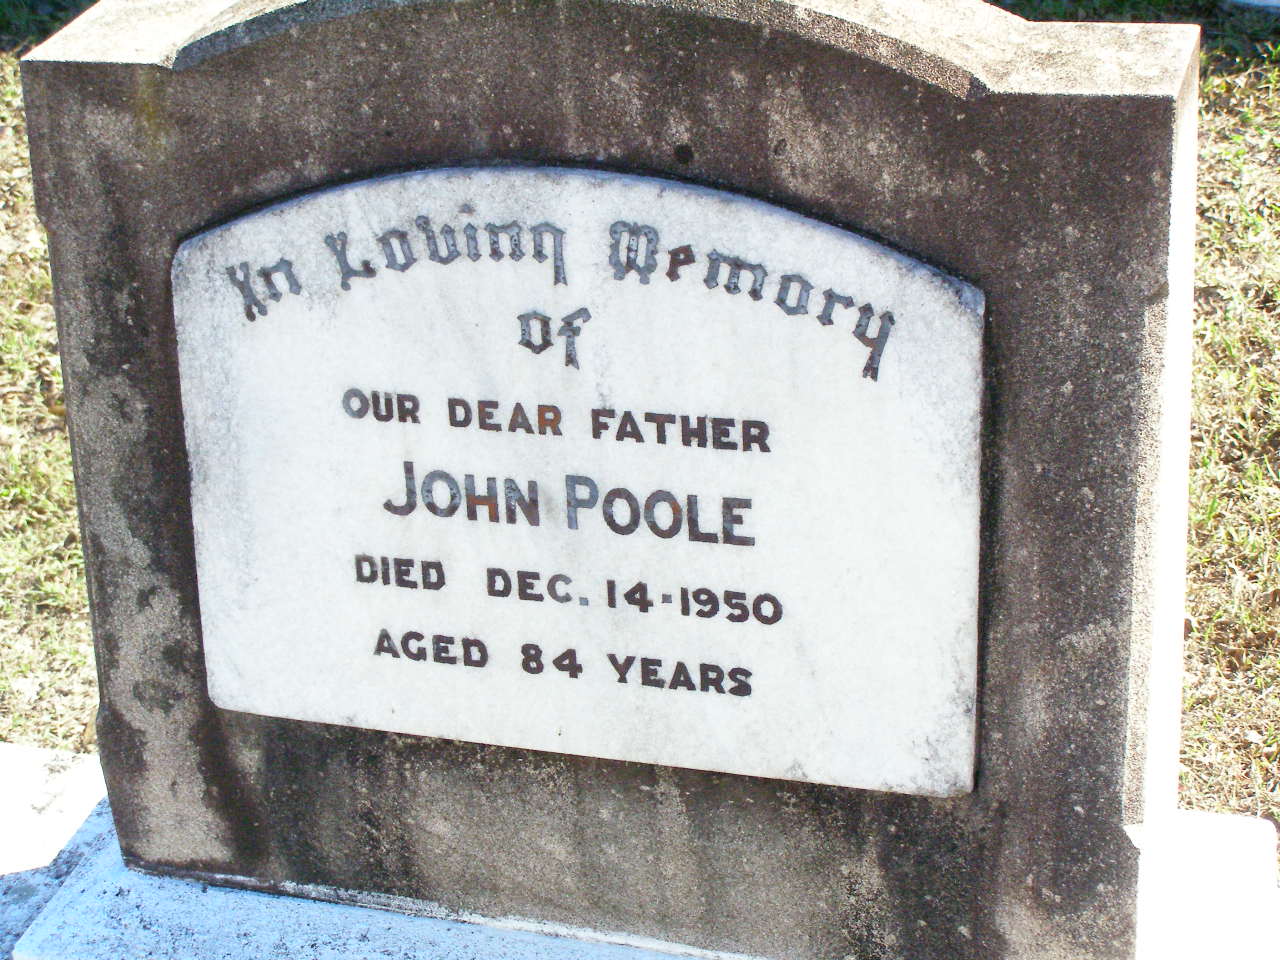 In Loving Memory
of
OUR DEAR FATHER
JOHN POOLE
DIED DEC. 14-1950
AGED 84 YEARS